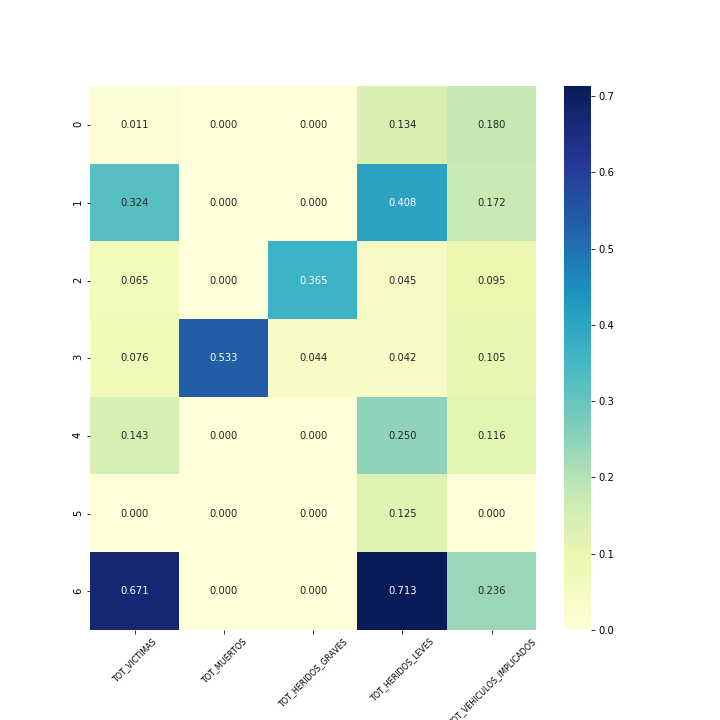 0 0.011 0.000 0.000 0.134 0.180
1 0.324 0.000 0.000 0.408 0.172
2 0.065 0.000 0.365 0.045 0.095
3 0.076 0.533 0.044 0.042 0.105
4 0.143 0.000 0.000 0.250 0.116
5 0.000 0.000 0.000 0.125 0.000
6 0.671 0.000 0.000 0.713 0.236
TOT_VICTIMAS
TOT_MUERTOS
TOT_HERIDOS_GRAVES
TOT_HERIDOS_LEVES
OT_VEHICULOS_IMPLICADOS
0.7
0.6
0.5
0.4
0.3
0.2
0.1
0.0